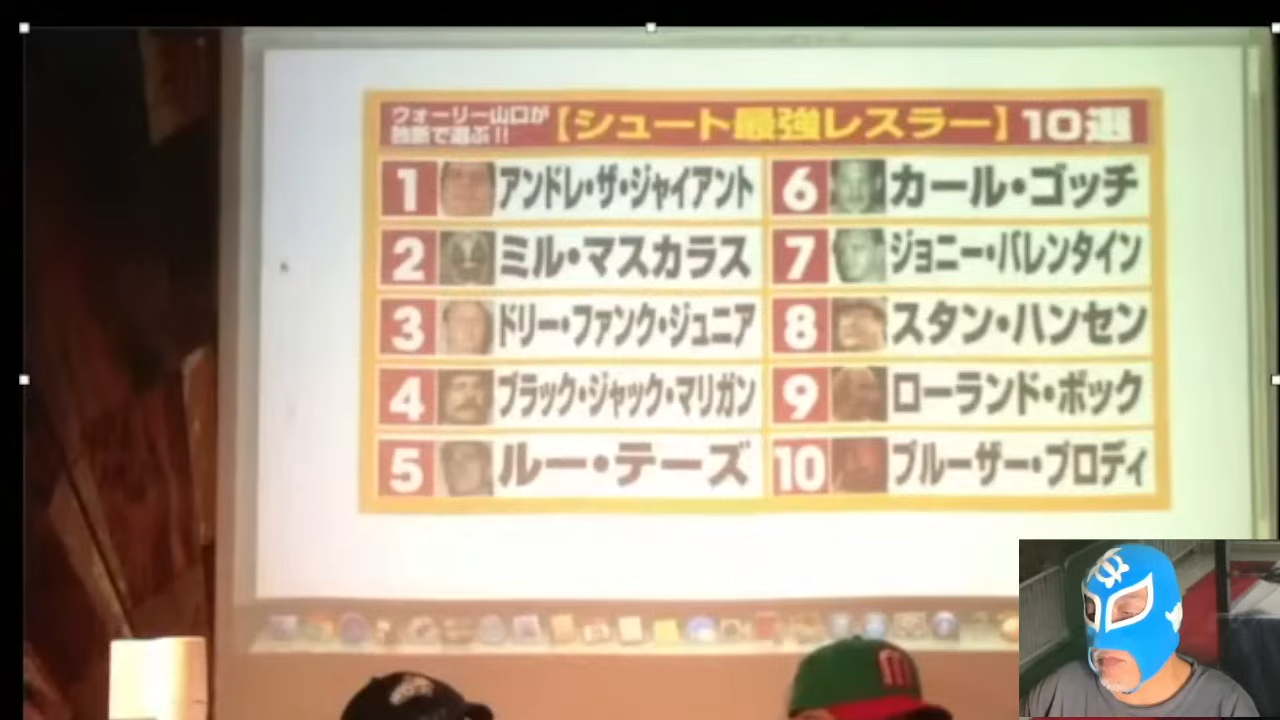 ウォーリー山口が
独断で選ぶ!!
【シュート最強レスラー】10選
1 アンドレ・ザ・ジャイアント
2 ミル・マスカラス
3 ドリー・ファンク・ジュニア
4 ブラック・ジャック・マリガン
5 ルー・テーズ
6 カール・ゴッチ
7 ジョニー・バレンタイン
8 スタン・ハンセン
9 ローランド・ボック
10 ブルーザー・ブロディ